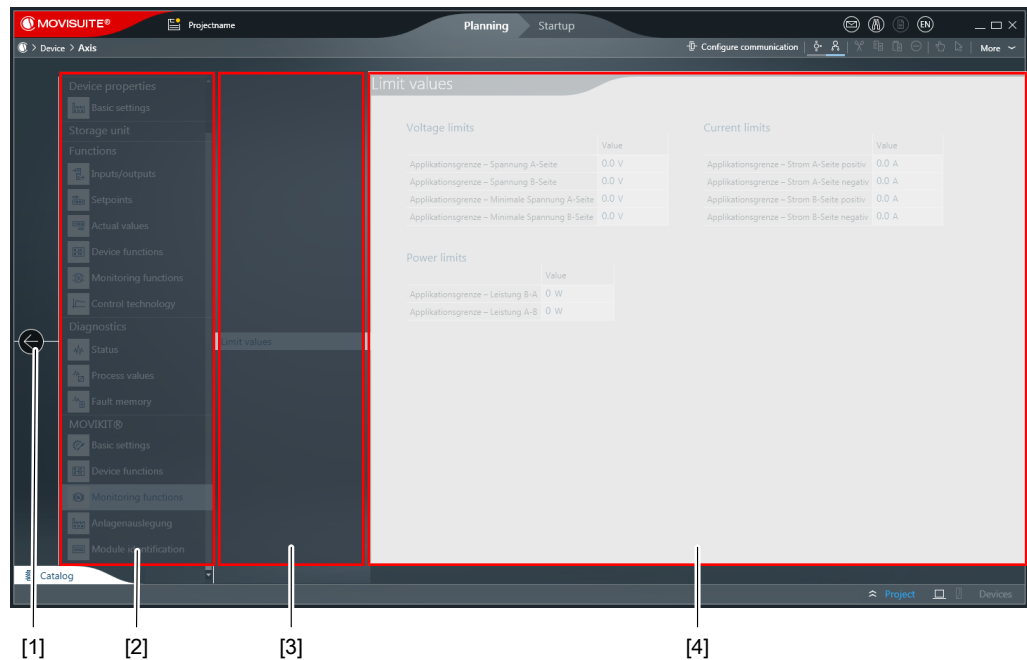 MOVISUITE® Projectname Planning Startup EN
> Device > Axis Configure communication More
Device properties
Basic settings
Storage unit
Functions
Inputs/outputs
Setpoints
Actual values
Device functions
Monitoring functions
Control technology
Diagnostics
Status
Process values
Fault memory
MOVIKIT®
Basic settings
Device functions
Monitoring functions
Anlagenauslegung
Module identification
Limit values
Limit values
Voltage limits
Value
Applikationsgrenze – Spannung A-Seite 0.0 V
Applikationsgrenze – Spannung B-Seite 0.0 V
Applikationsgrenze – Minimale Spannung A-Seite 0.0 V
Applikationsgrenze – Minimale Spannung B-Seite 0.0 V
Current limits
Value
Applikationsgrenze – Strom A-Seite positiv 0.0 A
Applikationsgrenze – Strom A-Seite negativ 0.0 A
Applikationsgrenze – Strom B-Seite positiv 0.0 A
Applikationsgrenze – Strom B-Seite negativ 0.0 A
Power limits
Value
Applikationsgrenze – Leistung B-A 0 W
Applikationsgrenze – Leistung A-B 0 W
Catalog
Project Devices
[1] [2] [3] [4]